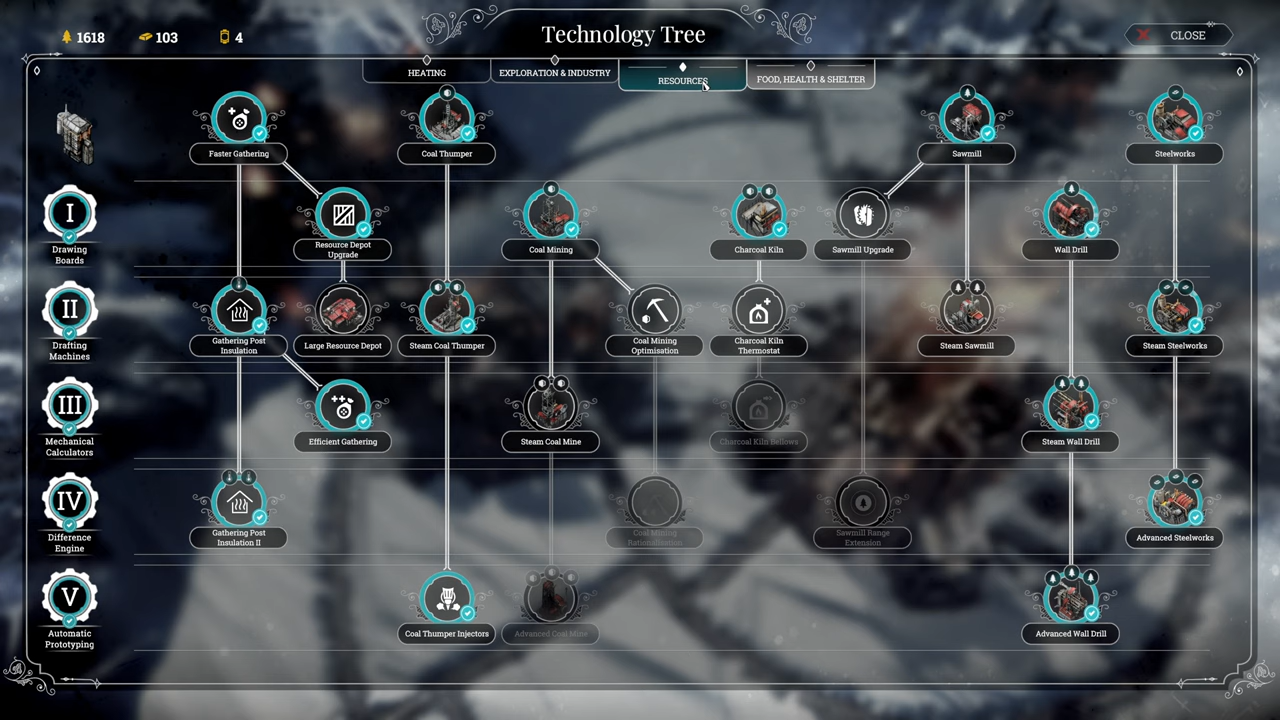 1618
103
4
Technology Tree
CLOSE
HEATING
EXPLORATION & INDUSTRY
RESOURCES
FOOD, HEALTH & SHELTER
Faster Gathering
Coal Thumper
Sawmill
Steelworks
I
Drawing
Boards
Resource Depot
Upgrade
Coal Mining
Charcoal Kiln
Sawmill Upgrade
Wall Drill
II
Drafting
Machines
Gathering Post
Insulation
Large Resource Depot
Steam Coal Thumper
Coal Mining
Optimisation
Charcoal Kiln
Thermostat
Steam Sawmill
Steam Steelworks
III
Mechanical
Calculators
Efficient Gathering
Steam Coal Mine
Charcoal Kiln Bellows
Steam Wall Drill
IV
Difference
Engine
Gathering Post
Insulation II
Coal Mining
Rationalisation
Sawmill Range
Extension
Advanced Steelworks
V
Automatic
Prototyping
Coal Thumper Injectors
Advanced Coal Mine
Advanced Wall Drill